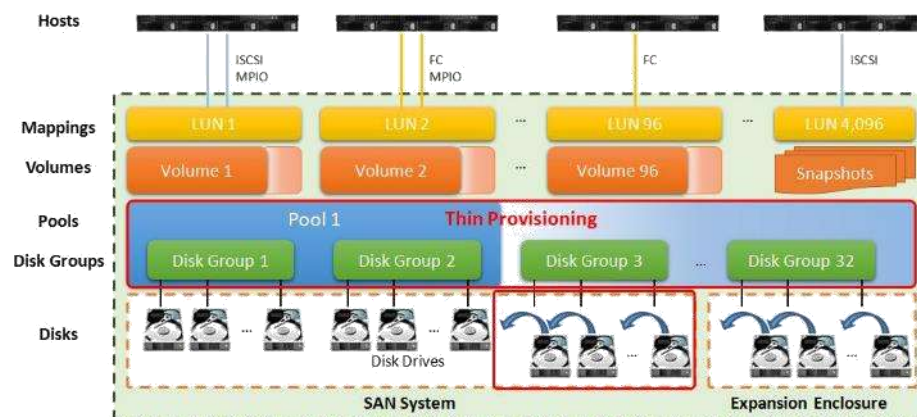 Hosts
iSCSI
MPIO
FC
MPIO
FC
iSCSI
Mappings
LUN 1
LUN 2
...
LUN 96
...
LUN 4,096
Volumes
Volume 1
Volume 2
...
Volume 96
Snapshots
Pools
Pool 1
Thin Provisioning
Disk Groups
Disk Group 1
Disk Group 2
Disk Group 3
...
Disk Group 32
Disks
...
...
...
...
Disk Drives
SAN System
Expansion Enclosure